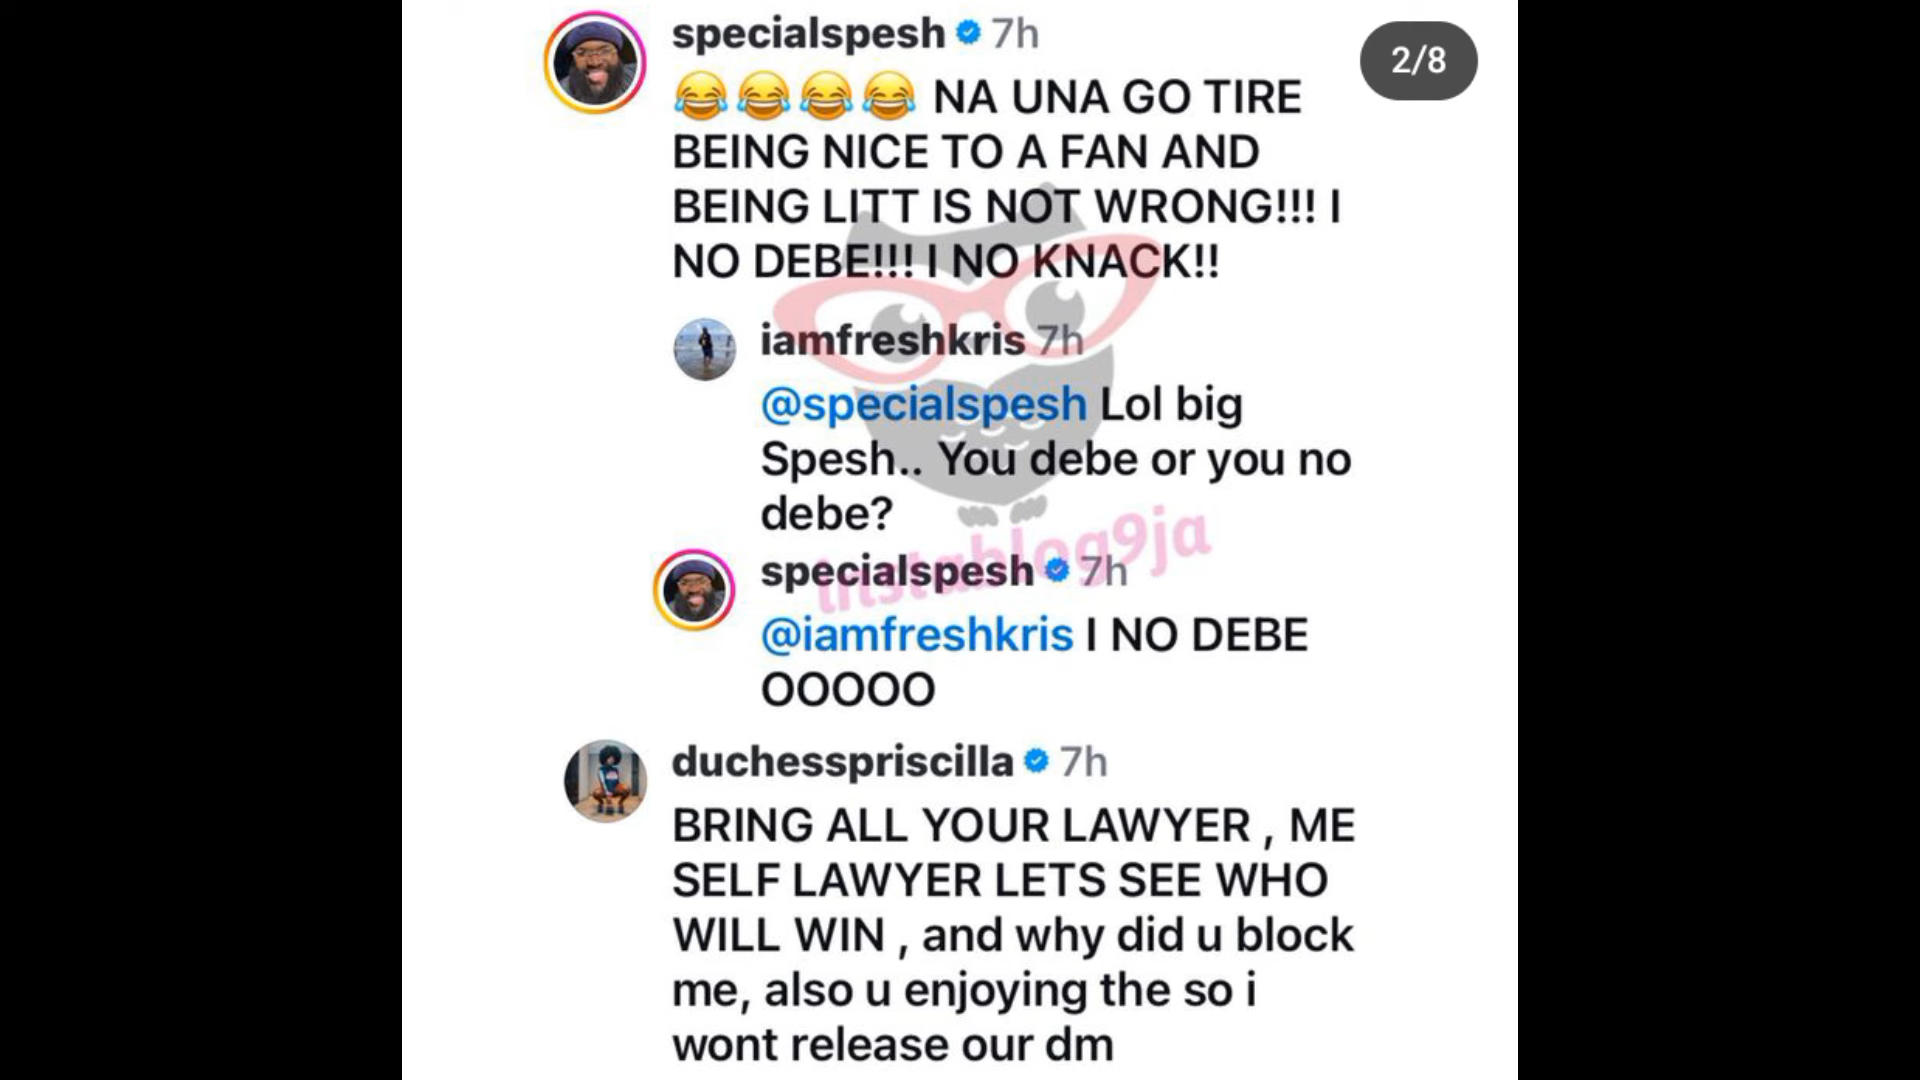 specialspesh 7h
2/8
😂😂😂😂 NA UNA GO TIRE
BEING NICE TO A FAN AND
BEING LITT IS NOT WRONG!!! I
NO DEBE!!! I NO KNACK!!
iamfreshkris 7h
@specialspesh Lol big
Spesh.. You debe or you no
debe?
instablog9ja
specialspesh 7h
@iamfreshkris I NO DEBE
OOOOO
duchesspriscilla 7h
BRING ALL YOUR LAWYER , ME
SELF LAWYER LETS SEE WHO
WILL WIN , and why did u block
me, also u enjoying the so i
wont release our dm